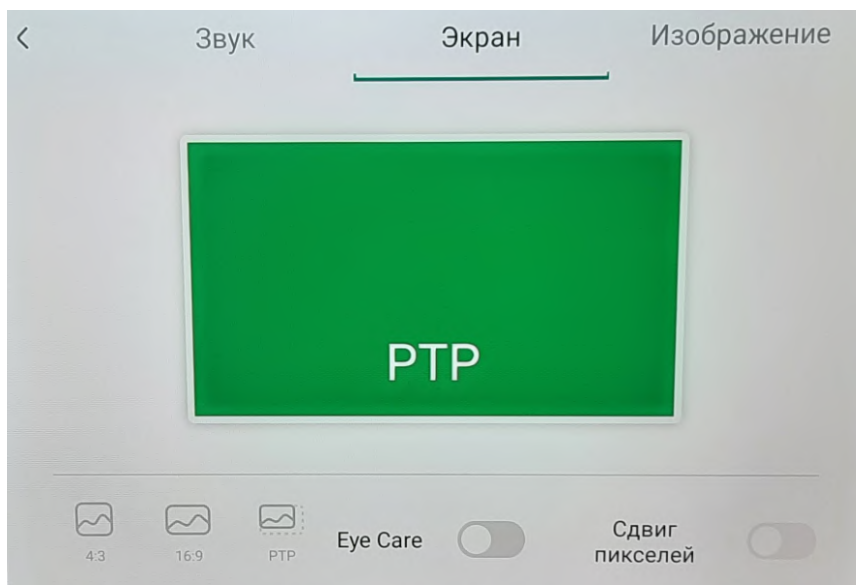 Звук
Экран
Изображение
PTP
4:3
16:9
PTP
Eye Care
Сдвиг
пикселей